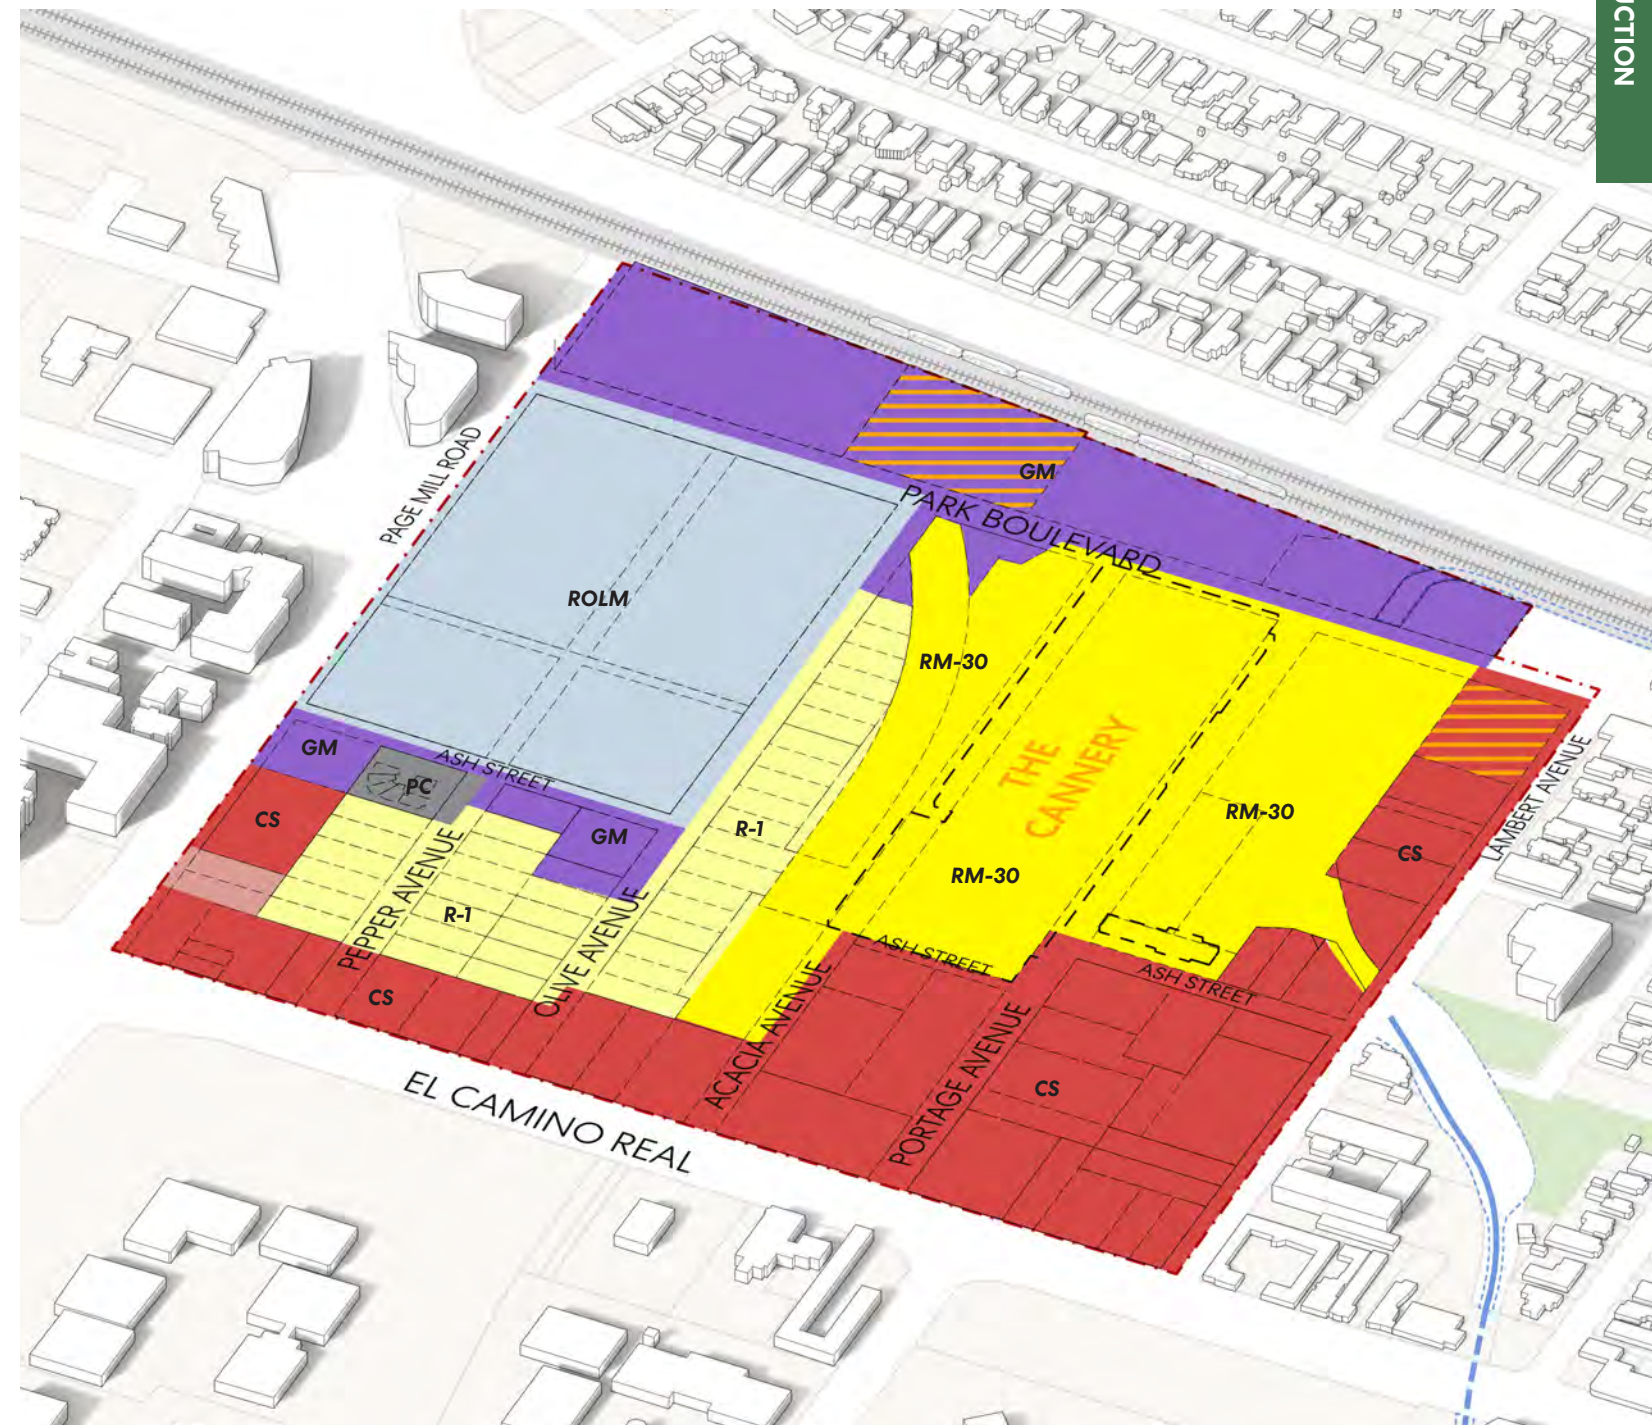 UCTION
GM
PARK BOULEVARD
PAGE MILL ROAD
ROLM
RM-30
THE
CANNERY
GM
ASH STREET
PC
CS
GM
R-1
RM-30
LAMBERT AVENUE
CS
RM-30
PEPPER AVENUE
R-1
OLIVE AVENUE
ASH STREET
ASH STREET
CS
ACACIA AVENUE
PORTAGE AVENUE
CS
EL CAMINO REAL